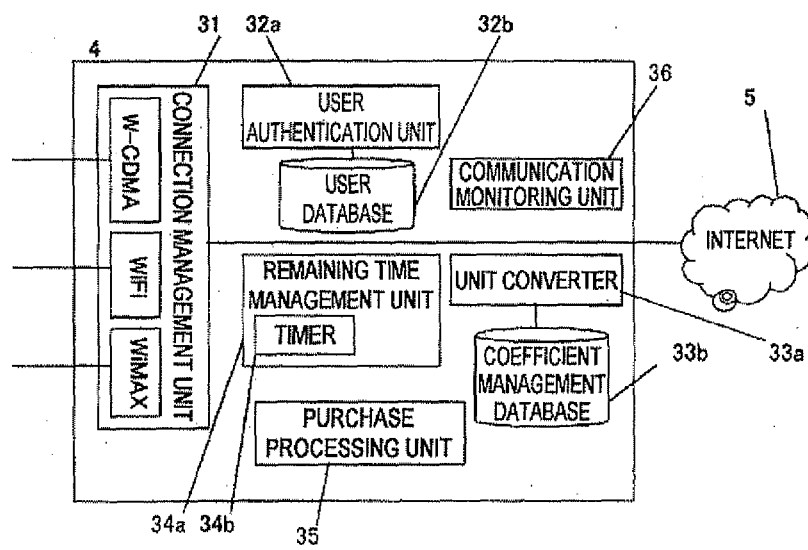 31
32a
32b
4
36
5
CONNECTION MANAGEMENT UNIT
W-CDMA
WiFi
WiMAX
USER
AUTHENTICATION UNIT
USER
DATABASE
COMMUNICATION
MONITORING UNIT
INTERNET
REMAINING TIME
MANAGEMENT UNIT
TIMER
UNIT CONVERTER
COEFFICIENT
MANAGEMENT
DATABASE
33b
33a
PURCHASE
PROCESSING UNIT
34a
34b
35